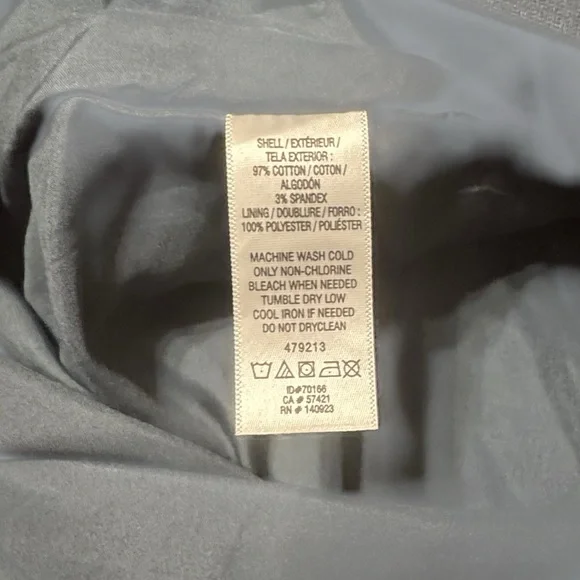 SHELL / EXTÉRIEUR /
TELA EXTERIOR :
97% COTTON / COTON /
ALGODÓN
3% SPANDEX
LINING / DOUBLURE / FORRO :
100% POLYESTER / POLIÉSTER
MACHINE WASH COLD
ONLY NON-CHLORINE
BLEACH WHEN NEEDED
TUMBLE DRY LOW
COOL IRON IF NEEDED
DO NOT DRYCLEAN
479213
ID#70166
CA # 57421
RN # 140923